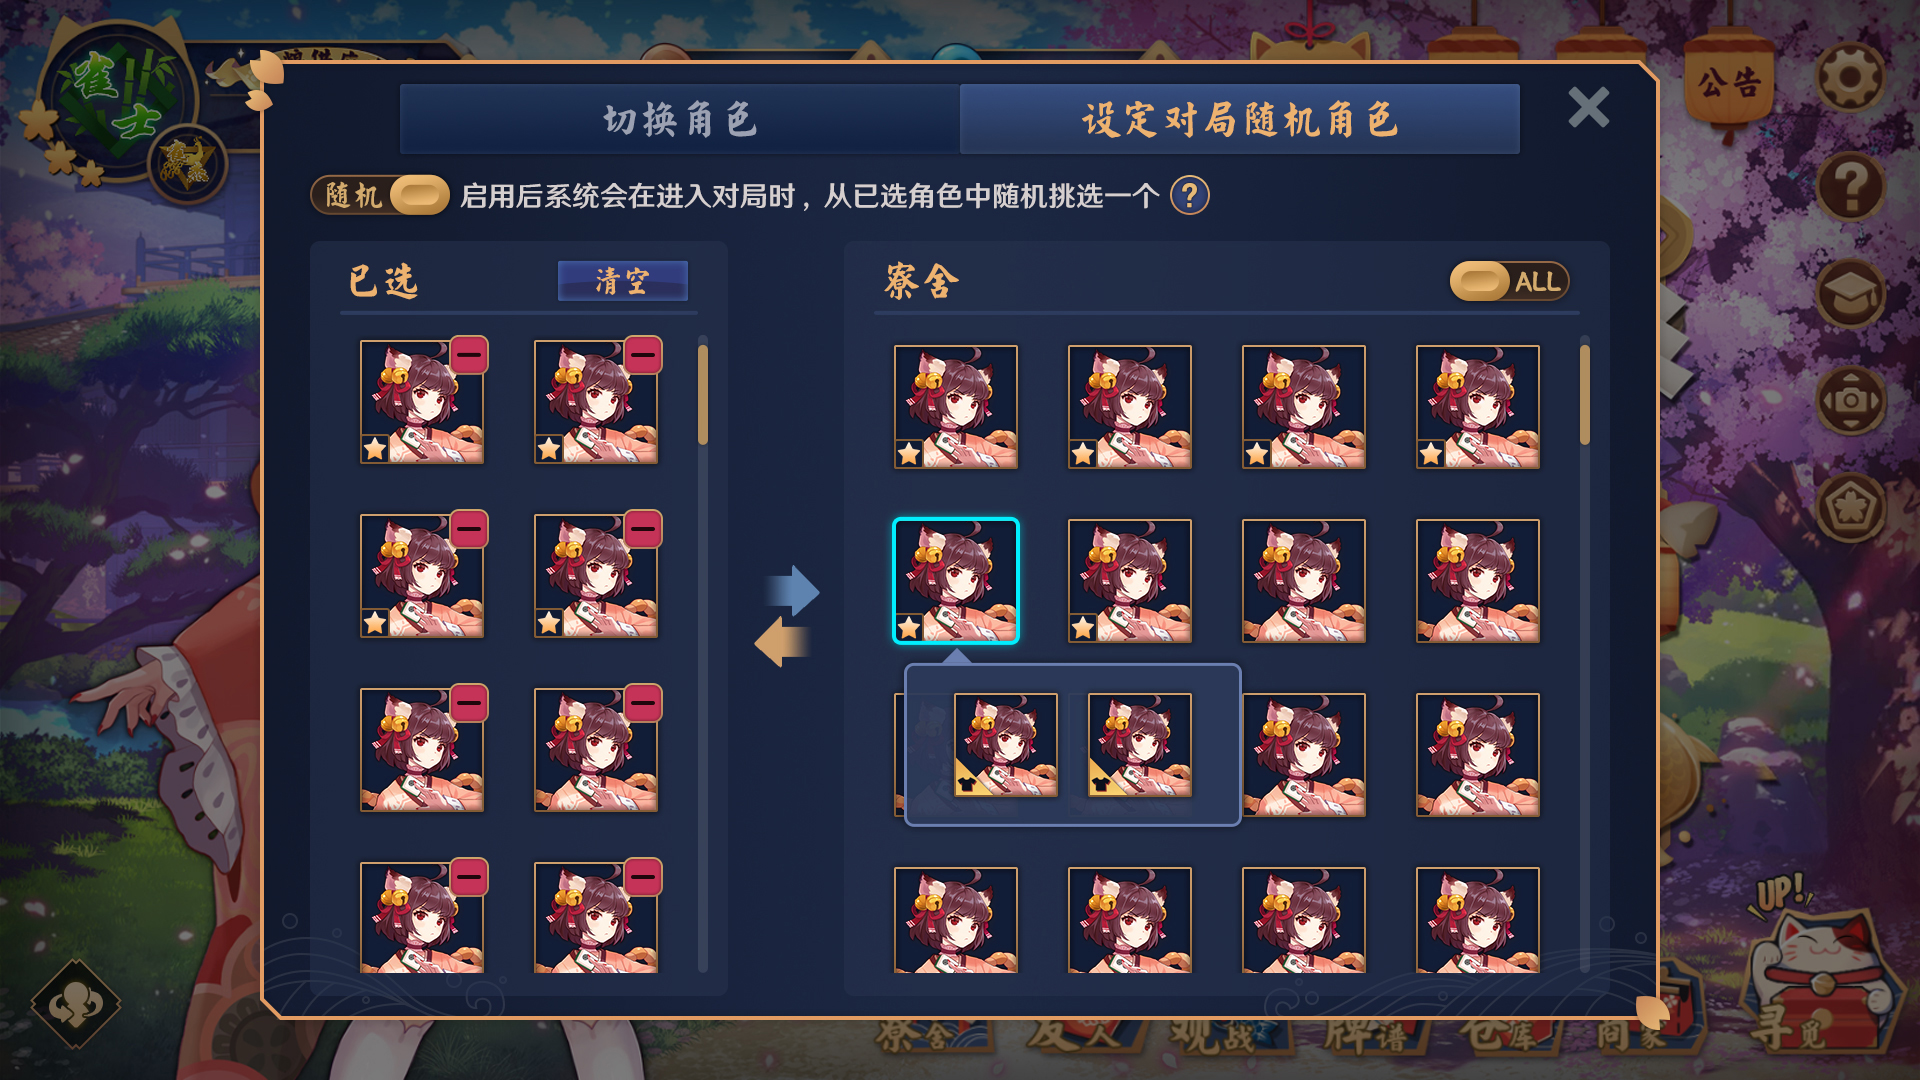 雀士
公告
切换角色
设定对局随机角色
随机
启用后系统会在进入对局时，从已选角色中随机挑选一个
?
已选
清空
寮舍
ALL
UP!
寮舍
友人
观战
牌谱
仓库
商家
寻觅